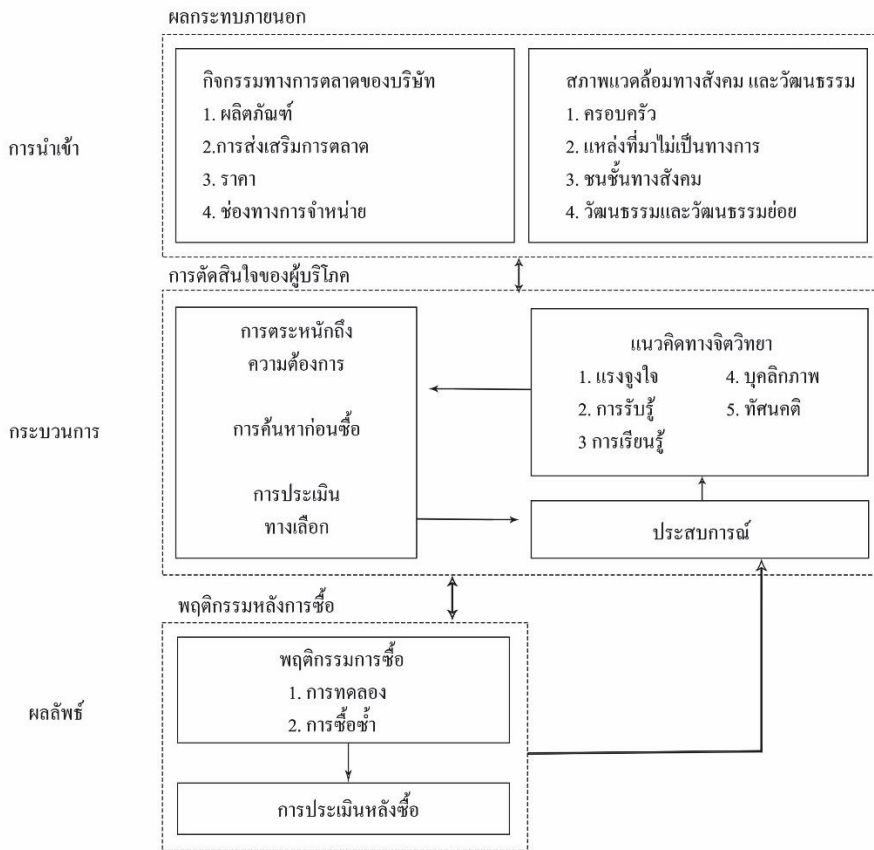 ผลกระทบภายนอก
กิจกรรมทางการตลาดของบริษัท
1. ผลิตภัณฑ์
2.การส่งเสริมการตลาด
3. ราคา
4. ช่องทางการจำหน่าย
สภาพแวดล้อมทางสังคม และวัฒนธรรม
1. ครอบครัว
2. แหล่งที่มาไม่เป็นทางการ
3. ชนชั้นทางสังคม
4. วัฒนธรรมและวัฒนธรรมย่อย
การนำเข้า
การตัดสินใจของผู้บริโภค
การตระหนักถึง
ความต้องการ
การค้นหาก่อนซื้อ
การประเมิน
ทางเลือก
แนวคิดทางจิตวิทยา
1. แรงจูงใจ
2. การรับรู้
3 การเรียนรู้
4. บุคลิกภาพ
5. ทัศนคติ
ประสบการณ์
กระบวนการ
พฤติกรรมหลังการซื้อ
พฤติกรรมการซื้อ
1. การทดลอง
2. การซื้อซ้ำ
การประเมินหลังซื้อ
ผลลัพธ์